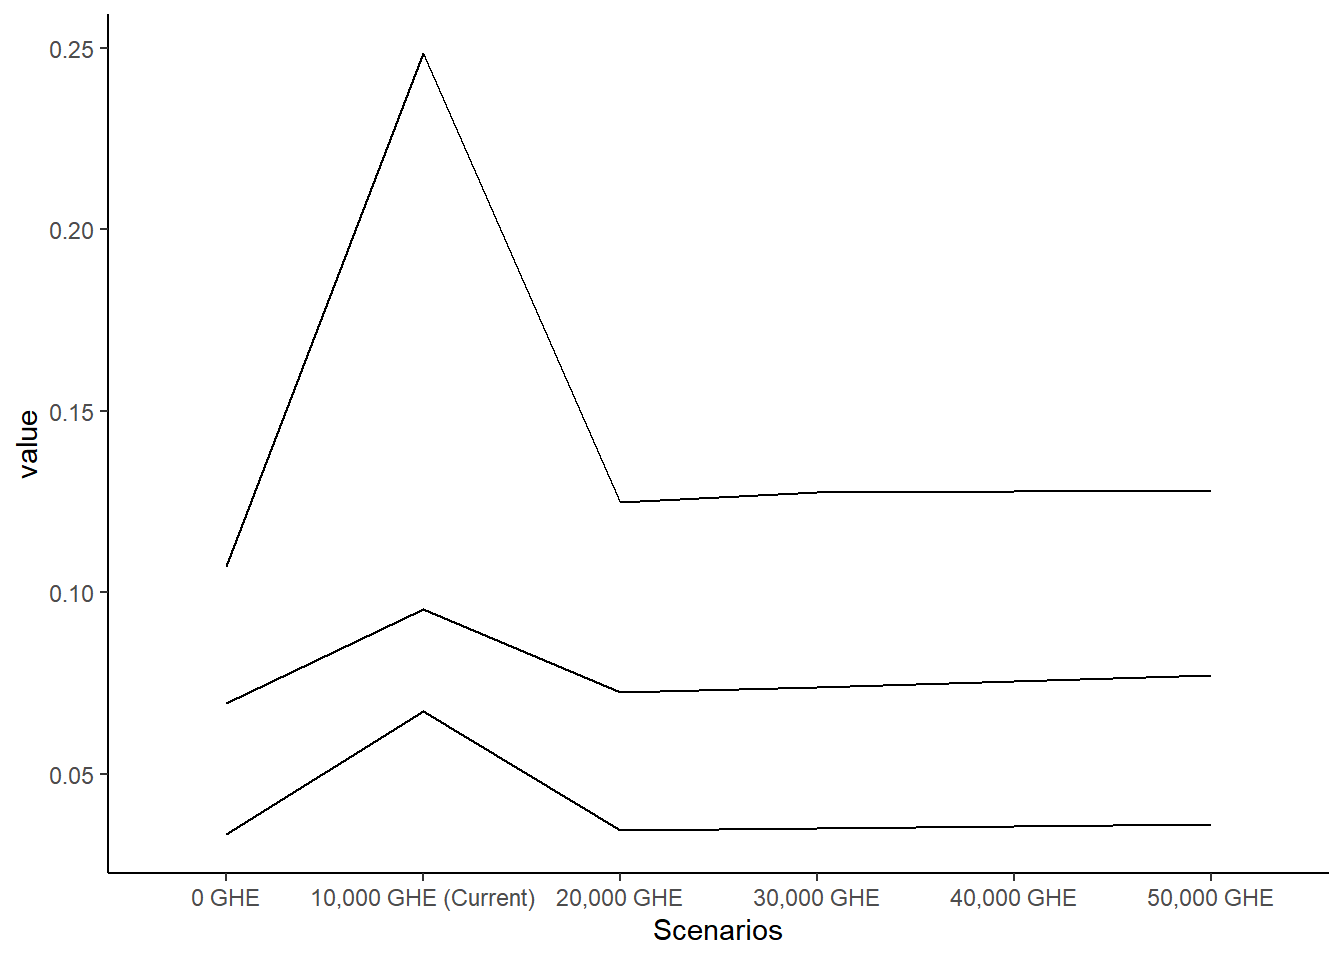 0.25
0.20
0.15
0.10
0.05
value
0 GHE
10,000 GHE (Current)
20,000 GHE
30,000 GHE
40,000 GHE
50,000 GHE
Scenarios